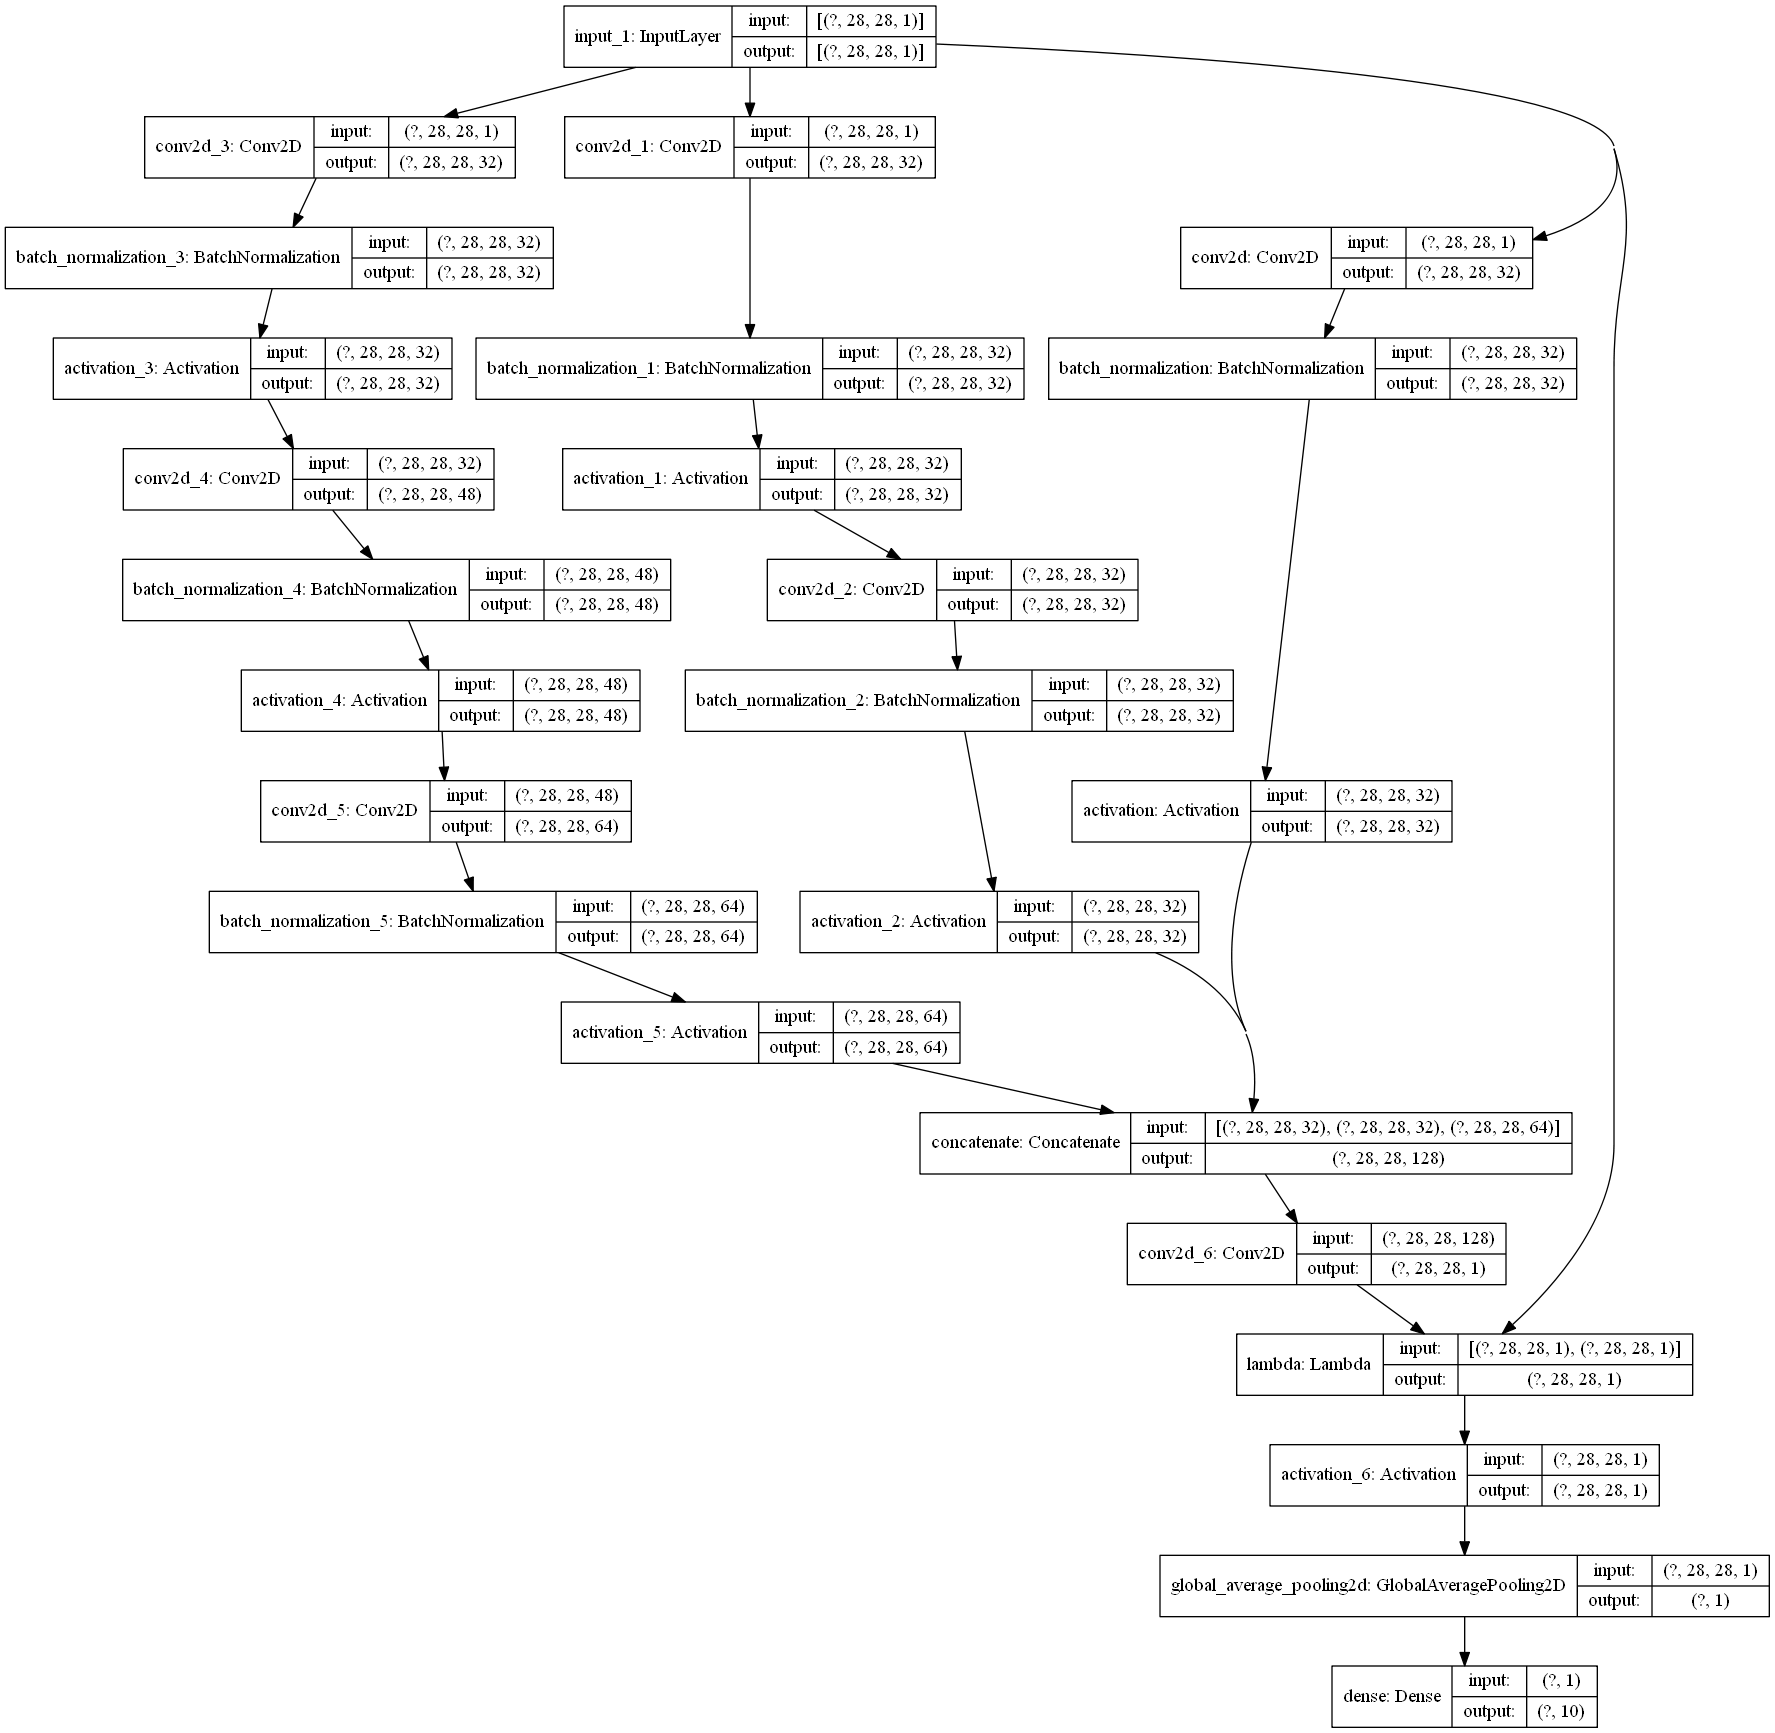 input_1: InputLayer
input:
[(?, 28, 28, 1)]
output:
[(?, 28, 28, 1)]
conv2d_3: Conv2D
input:
(?, 28, 28, 1)
output:
(?, 28, 28, 32)
conv2d_1: Conv2D
input:
(?, 28, 28, 1)
output:
(?, 28, 28, 32)
batch_normalization_3: BatchNormalization
input:
(?, 28, 28, 32)
output:
(?, 28, 28, 32)
conv2d: Conv2D
input:
(?, 28, 28, 1)
output:
(?, 28, 28, 32)
activation_3: Activation
input:
(?, 28, 28, 32)
output:
(?, 28, 28, 32)
batch_normalization_1: BatchNormalization
input:
(?, 28, 28, 32)
output:
(?, 28, 28, 32)
batch_normalization: BatchNormalization
input:
(?, 28, 28, 32)
output:
(?, 28, 28, 32)
conv2d_4: Conv2D
input:
(?, 28, 28, 32)
output:
(?, 28, 28, 48)
activation_1: Activation
input:
(?, 28, 28, 32)
output:
(?, 28, 28, 32)
batch_normalization_4: BatchNormalization
input:
(?, 28, 28, 48)
output:
(?, 28, 28, 48)
conv2d_2: Conv2D
input:
(?, 28, 28, 32)
output:
(?, 28, 28, 32)
activation_4: Activation
input:
(?, 28, 28, 48)
output:
(?, 28, 28, 48)
batch_normalization_2: BatchNormalization
input:
(?, 28, 28, 32)
output:
(?, 28, 28, 32)
conv2d_5: Conv2D
input:
(?, 28, 28, 48)
output:
(?, 28, 28, 64)
activation: Activation
input:
(?, 28, 28, 32)
output:
(?, 28, 28, 32)
batch_normalization_5: BatchNormalization
input:
(?, 28, 28, 64)
output:
(?, 28, 28, 64)
activation_2: Activation
input:
(?, 28, 28, 32)
output:
(?, 28, 28, 32)
activation_5: Activation
input:
(?, 28, 28, 64)
output:
(?, 28, 28, 64)
concatenate: Concatenate
input:
[(?, 28, 28, 32), (?, 28, 28, 32), (?, 28, 28, 64)]
output:
(?, 28, 28, 128)
conv2d_6: Conv2D
input:
(?, 28, 28, 128)
output:
(?, 28, 28, 1)
lambda: Lambda
input:
[(?, 28, 28, 1), (?, 28, 28, 1)]
output:
(?, 28, 28, 1)
activation_6: Activation
input:
(?, 28, 28, 1)
output:
(?, 28, 28, 1)
global_average_pooling2d: GlobalAveragePooling2D
input:
(?, 28, 28, 1)
output:
(?, 1)
dense: Dense
input:
(?, 1)
output:
(?, 10)